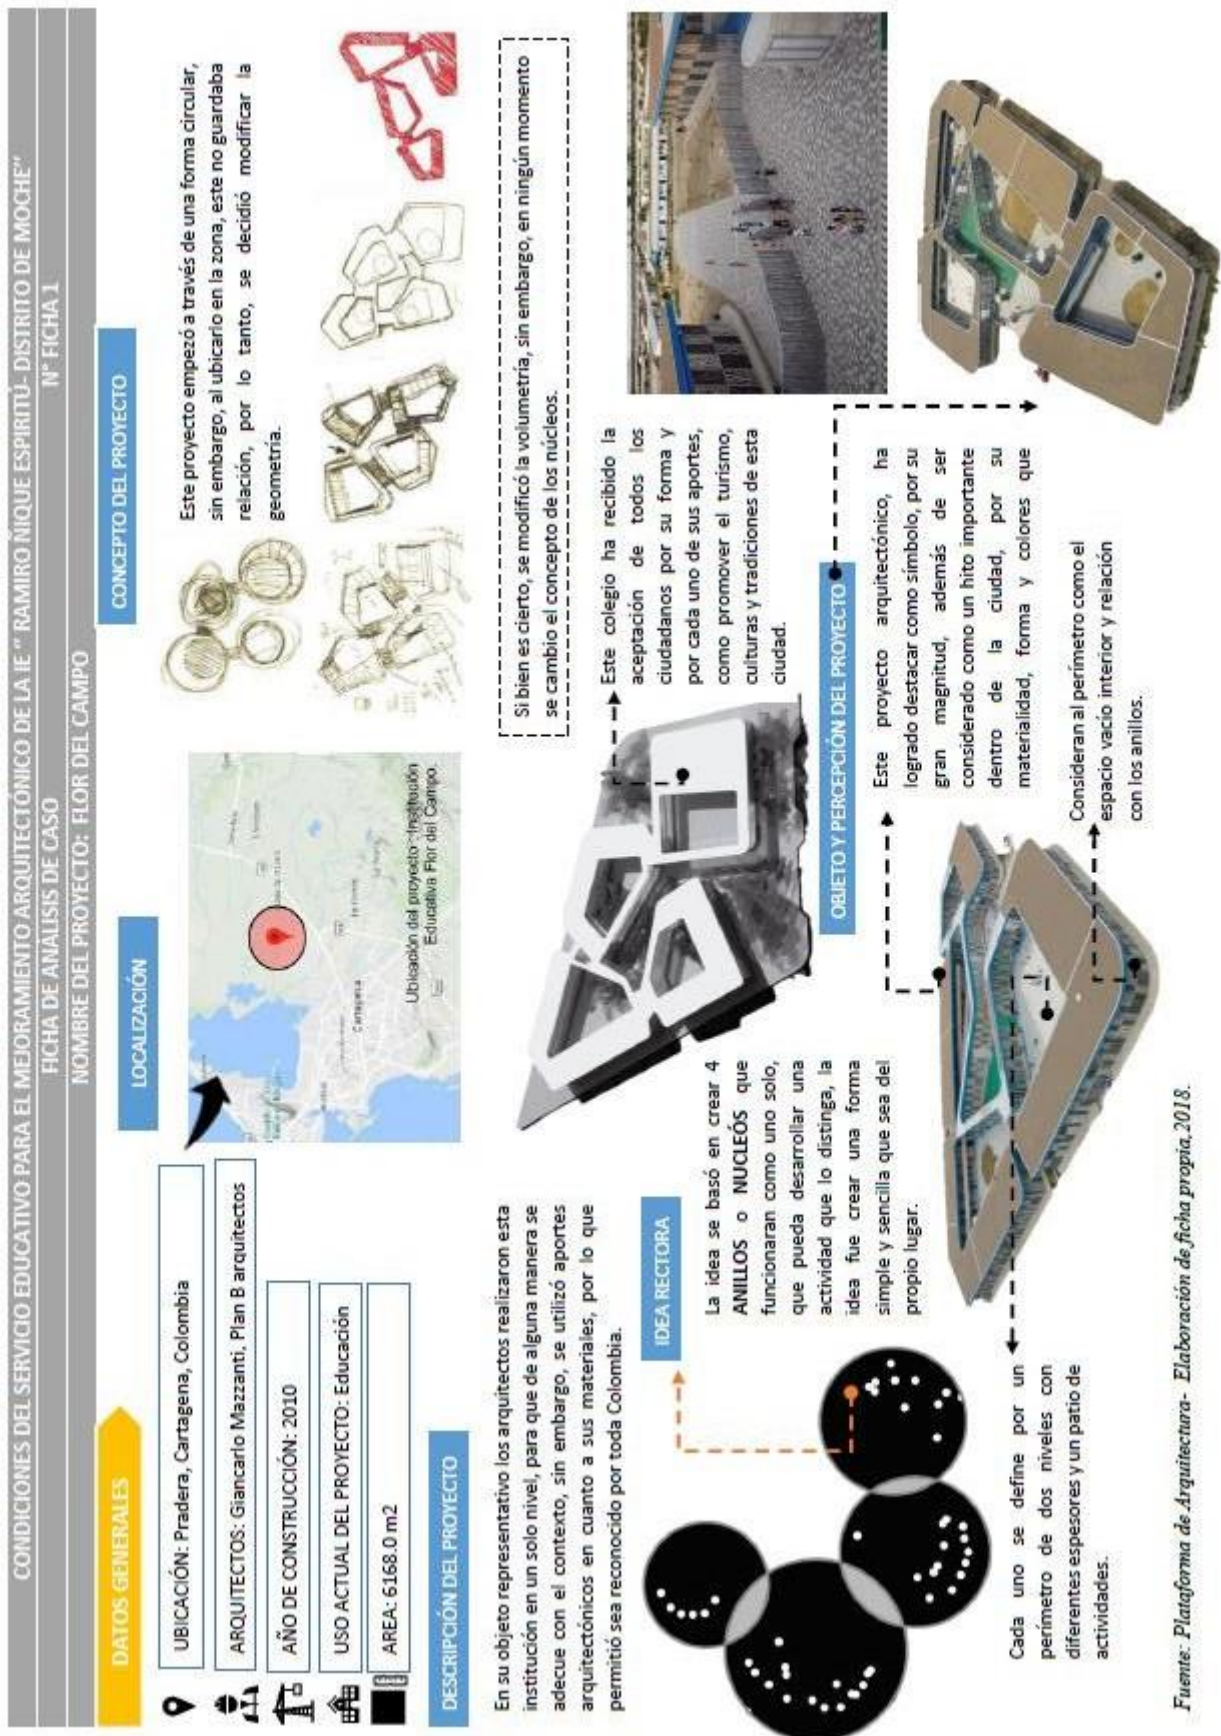 CONDICIONES DEL SERVICIO EDUCATIVO PARA EL MEJORAMIENTO ARQUITECTÓNICO DE LA IE " RAMIRO ÑIQUE ESPIRITÚ- DISTRITO DE MOCHE"
FICHA DE ANÁLISIS DE CASO
N° FICHA 1
NOMBRE DEL PROYECTO: FLOR DEL CAMPO
DATOS GENERALES
UBICACIÓN: Pradera, Cartagena, Colombia
ARQUITECTOS: Giancarlo Mazzanti, Plan B arquitectos
AÑO DE CONSTRUCCIÓN: 2010
USO ACTUAL DEL PROYECTO: Educación
AREA: 6168.0 m2
LOCALIZACIÓN
Cartagena
Ubicación del proyecto -Institución
Educativa Flor del Campo.
CONCEPTO DEL PROYECTO
Este proyecto empezó a través de una forma circular,
sin embargo, al ubicarlo en la zona, este no guardaba
relación, por lo tanto, se decidió modificar la
geometría.
Si bien es cierto, se modificó la volumetría, sin embargo, en ningún momento
se cambio el concepto de los núcleos.
DESCRIPCIÓN DEL PROYECTO
En su objeto representativo los arquitectos realizaron esta
institución en un solo nivel, para que de alguna manera se
adecue con el contexto, sin embargo, se utilizó aportes
arquitectónicos en cuanto a sus materiales, por lo que
permitió sea reconocido por toda Colombia.
Este colegio ha recibido la
aceptación de todos los
ciudadanos por su forma y
por cada uno de sus aportes,
como promover el turismo,
culturas y tradiciones de esta
ciudad.
IDEA RECTORA
La idea se basó en crear 4
ANILLOS o NUCLEÓS que
funcionaran como uno solo,
que pueda desarrollar una
actividad que lo distinga, la
idea fue crear una forma
simple y sencilla que sea del
propio lugar.
OBJETO Y PERCEPCIÓN DEL PROYECTO
Este proyecto arquitectónico, ha
logrado destacar como símbolo, por su
gran magnitud, además de ser
considerado como un hito importante
dentro de la ciudad, por su
materialidad, forma y colores que
Consideran al perímetro como el
espacio vacío interior y relación
con los anillos.
Cada uno se define por un
perímetro de dos niveles con
diferentes espesores y un patio de
actividades.
Fuente: Plataforma de Arquitectura- Elaboración de ficha propia,2018.